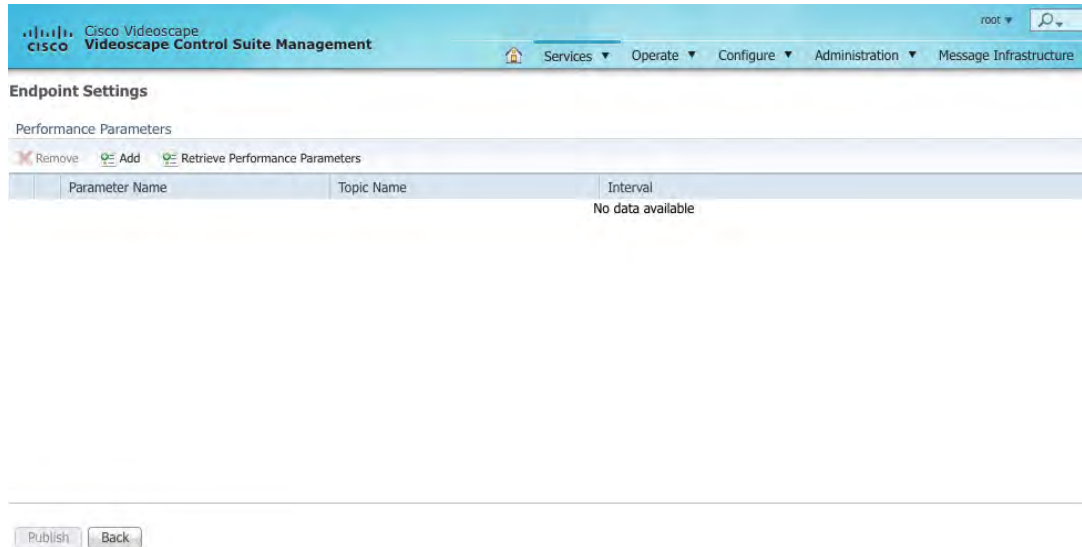 root
CISCO
Cisco Videoscape
Videoscape Control Suite Management
Services Operate Configure Administration Message Infrastructure
Endpoint Settings
Performance Parameters
Remove Add Retrieve Performance Parameters
Parameter Name Topic Name Interval
No data available
Publish Back